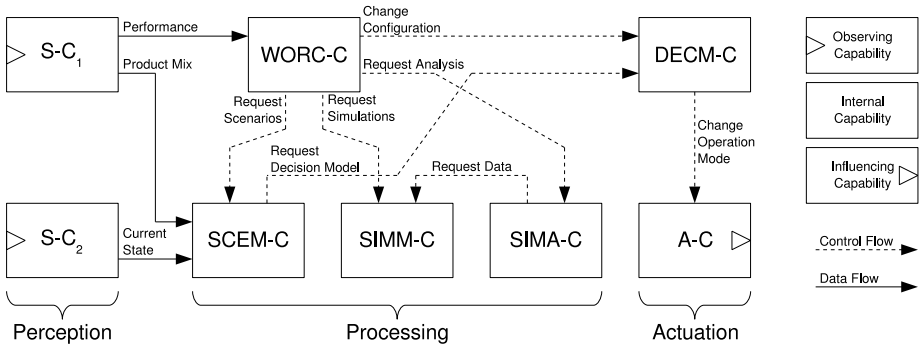 S-C1
Performance
Product Mix
WORC-C
Change
Configuration
Request Analysis
DECM-C
Observing
Capability
Request
Scenarios
Request
Simulations
Internal
Capability
Change
Operation
Mode
Request
Decision Model
Request Data
Influencing
Capability
S-C2
Current
State
SCEM-C
SIMM-C
SIMA-C
A-C
Control Flow
Data Flow
Perception
Processing
Actuation